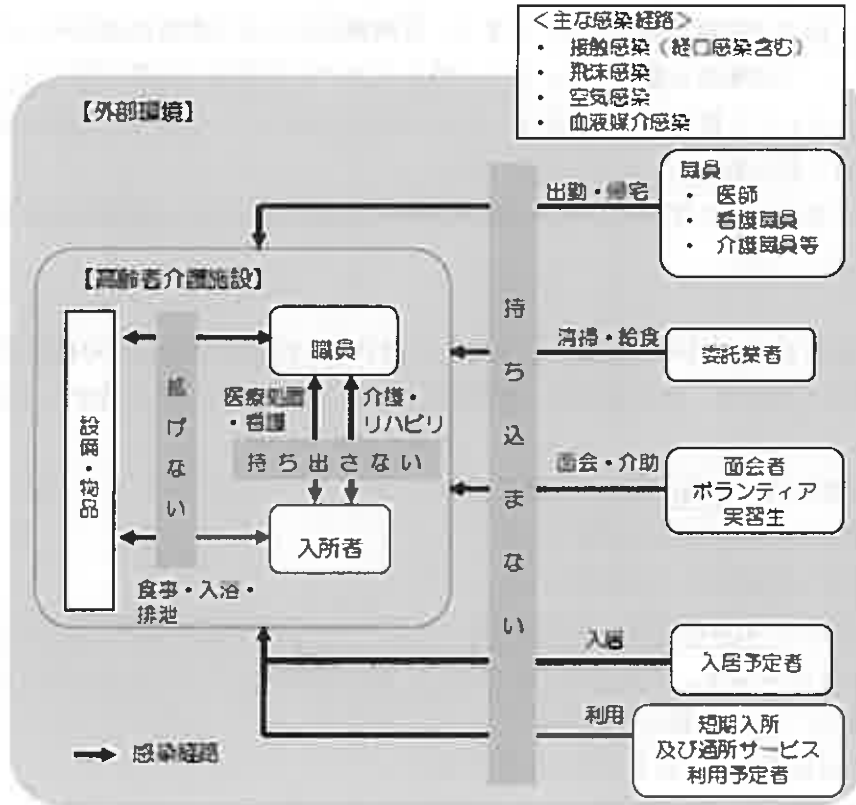 ＜主な感染経路＞
・ 接触感染（経口感染含む）
・ 飛沫感染
・ 空気感染
・ 血液媒介感染
【外部環境】
職員
・ 医師
・ 看護職員
・ 介護職員等
出勤・帰宅
【高齢者介護施設】
職員
持ち込まない
清掃・給食
委託業者
拡げない
設備・物品
医療処置
・看護
介護・
リハビリ
持ち出さない
面会・介助
面会者
ボランティア
実習生
入所者
食事・入浴・
排泄
入居
入居予定者
利用
短期入所
及び通所サービス
利用予定者
感染経路